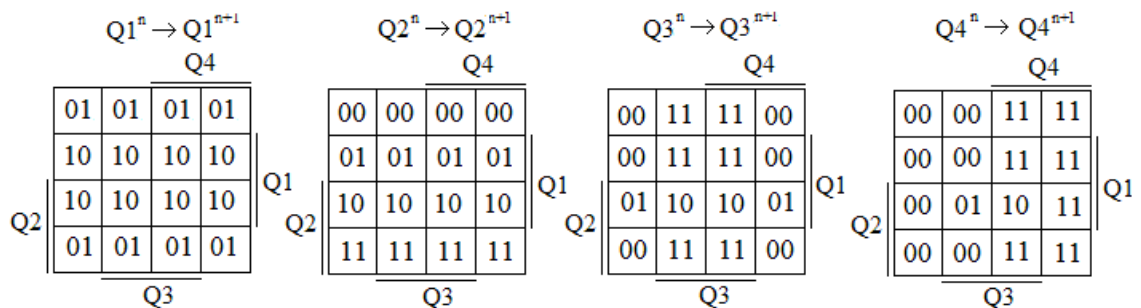 Q1ⁿ → Q1ⁿ⁺¹ Q2ⁿ → Q2ⁿ⁺¹ Q3ⁿ → Q3ⁿ⁺¹ Q4ⁿ → Q4ⁿ⁺¹
Q4 Q4 Q4 Q4
01 01 01 01 00 00 00 00 00 11 11 00 00 00 11 11
10 10 10 10 01 01 01 01 00 11 11 00 00 00 11 11
Q1 Q1 Q1 Q1
10 10 10 10 10 10 10 10 01 10 10 01 00 01 10 11
Q2 Q2 Q2 Q2
01 01 01 01 11 11 11 11 00 11 11 00 00 00 11 11
Q3 Q3 Q3 Q3